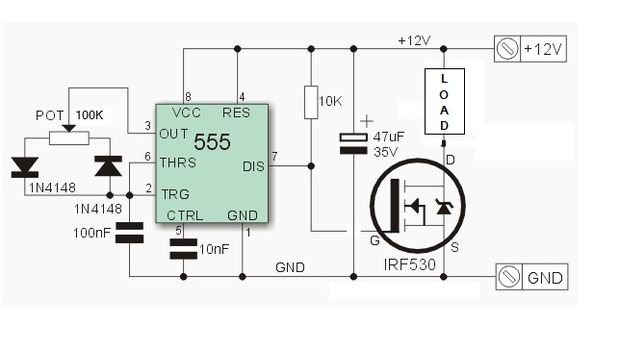 +12V
+12V
8
4
LOAD
VCC
RES
10K
POT 100K
3
OUT
555
47uF
35V
6
THRS
DIS
7
D
1N4148
2
TRG
1N4148
CTRL
GND
100nF
5
10nF
1
G
S
IRF530
GND
GND